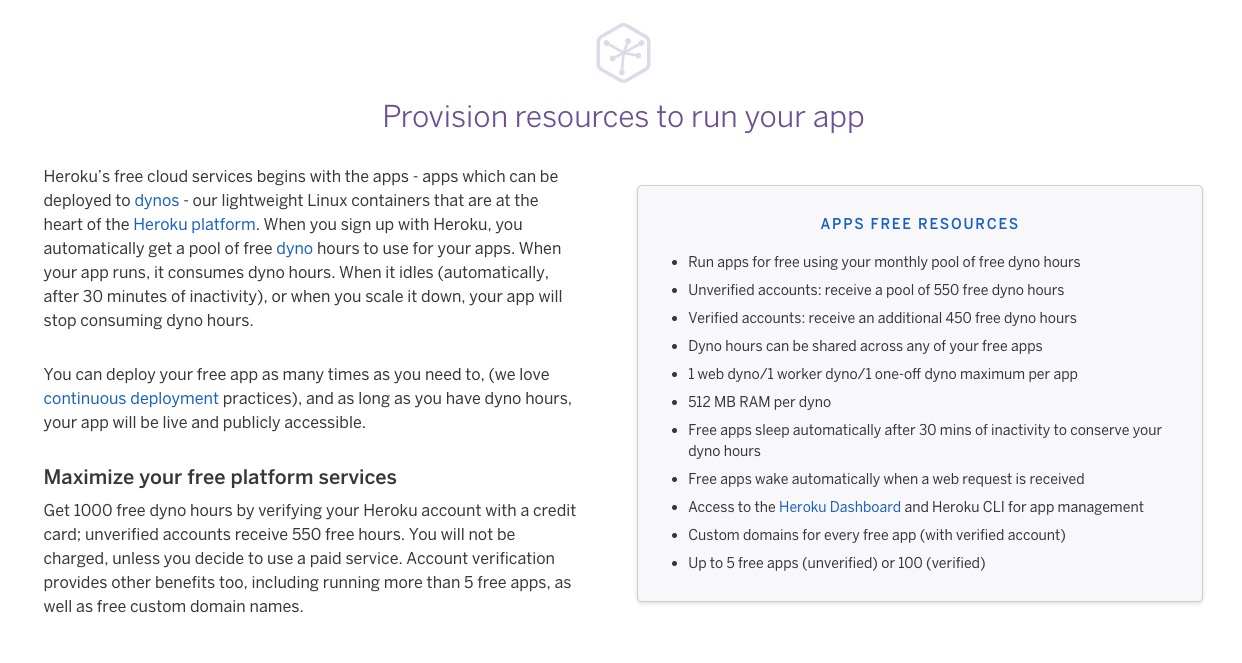 Provision resources to run your app
Heroku's free cloud services begins with the apps - apps which can be
deployed to dynos - our lightweight Linux containers that are at the
heart of the Heroku platform. When you sign up with Heroku, you
automatically get a pool of free dyno hours to use for your apps. When
your app runs, it consumes dyno hours. When it idles (automatically,
after 30 minutes of inactivity), or when you scale it down, your app will
stop consuming dyno hours.
You can deploy your free app as many times as you need to, (we love
continuous deployment practices), and as long as you have dyno hours,
your app will be live and publicly accessible.
Maximize your free platform services
Get 1000 free dyno hours by verifying your Heroku account with a credit
card; unverified accounts receive 550 free hours. You will not be
charged, unless you decide to use a paid service. Account verification
provides other benefits too, including running more than 5 free apps, as
well as free custom domain names.
APPS FREE RESOURCES
• Run apps for free using your monthly pool of free dyno hours
• Unverified accounts: receive a pool of 550 free dyno hours
• Verified accounts: receive an additional 450 free dyno hours
• Dyno hours can be shared across any of your free apps
• 1 web dyno/1 worker dyno/1 one-off dyno maximum per app
• 512 MB RAM per dyno
• Free apps sleep automatically after 30 mins of inactivity to conserve your
dyno hours
• Free apps wake automatically when a web request is received
• Access to the Heroku Dashboard and Heroku CLI for app management
• Custom domains for every free app (with verified account)
• Up to 5 free apps (unverified) or 100 (verified)